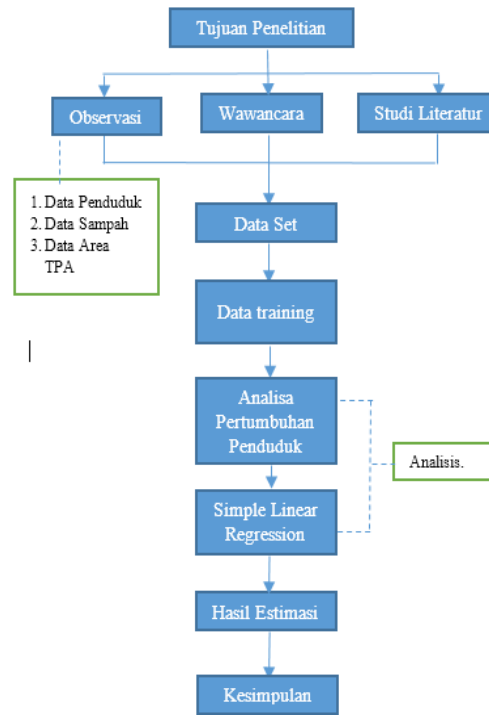 Tujuan Penelitian
Observasi
Wawancara
Studi Literatur
1. Data Penduduk
2. Data Sampah
3. Data Area
TPA
Data Set
Data training
Analisa
Pertumbuhan
Penduduk
Analisis.
Simple Linear
Regression
Hasil Estimasi
Kesimpulan